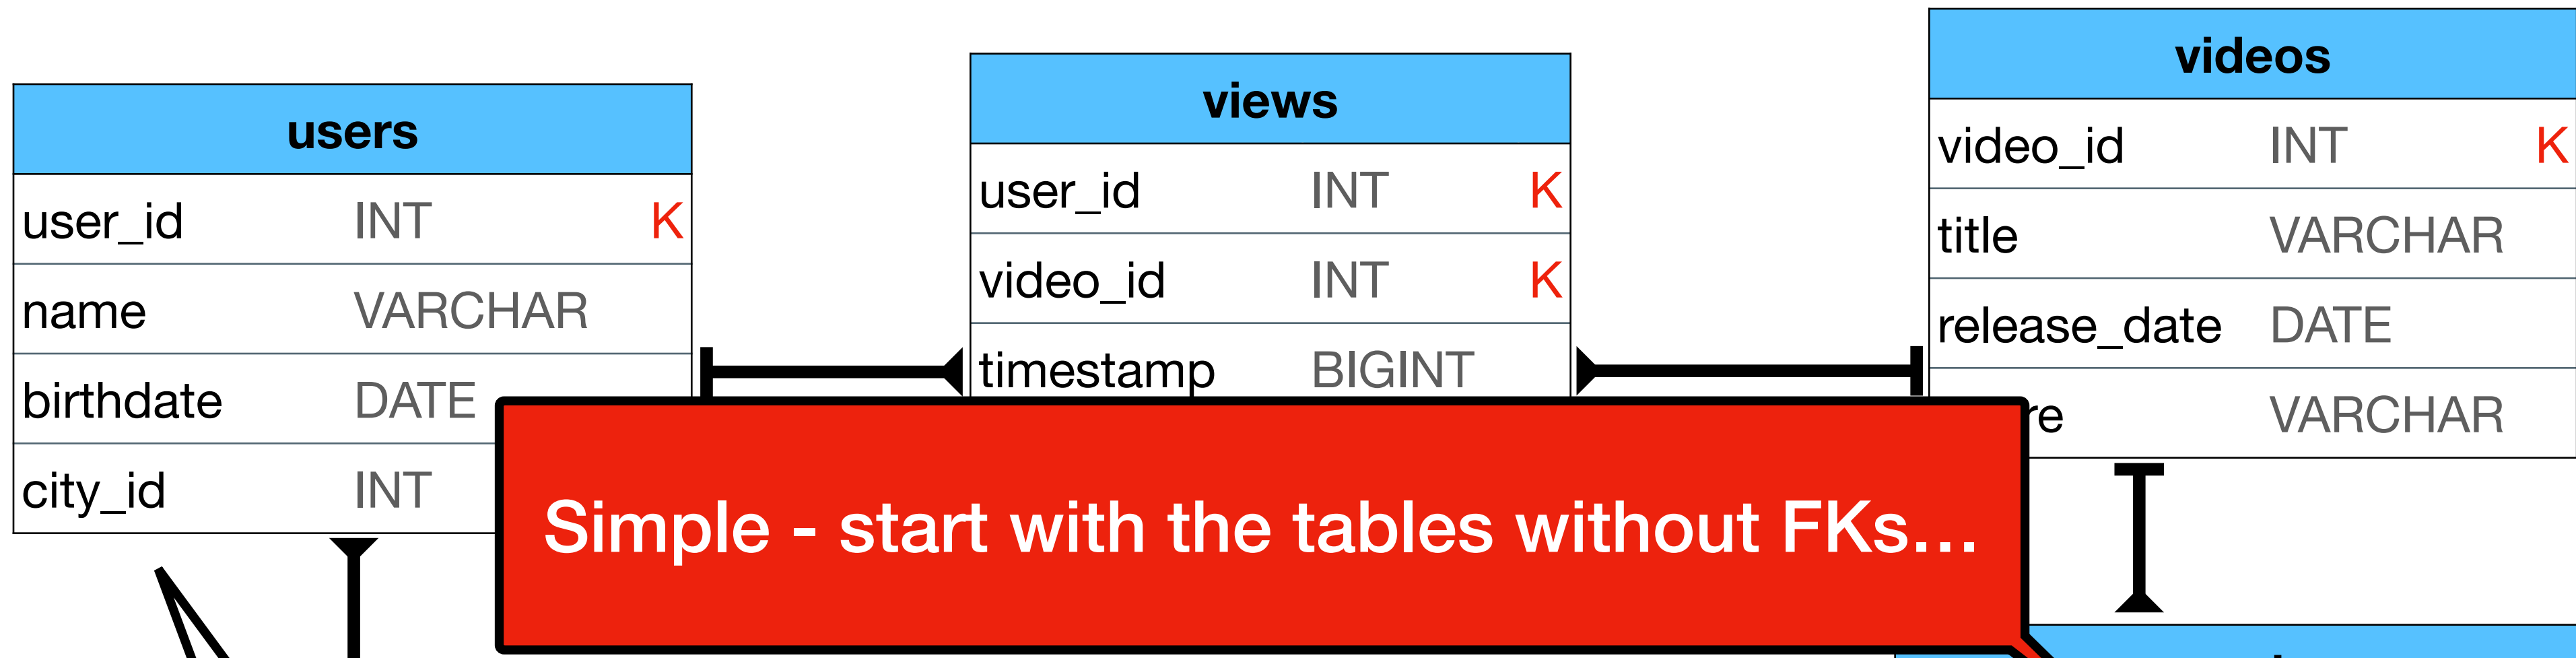 users
user_id INT K
name VARCHAR
birthdate DATE
city_id INT
views
user_id INT K
video_id INT K
timestamp BIGINT
videos
video_id INT K
title VARCHAR
release_date DATE
re VARCHAR
Simple - start with the tables without FKs...